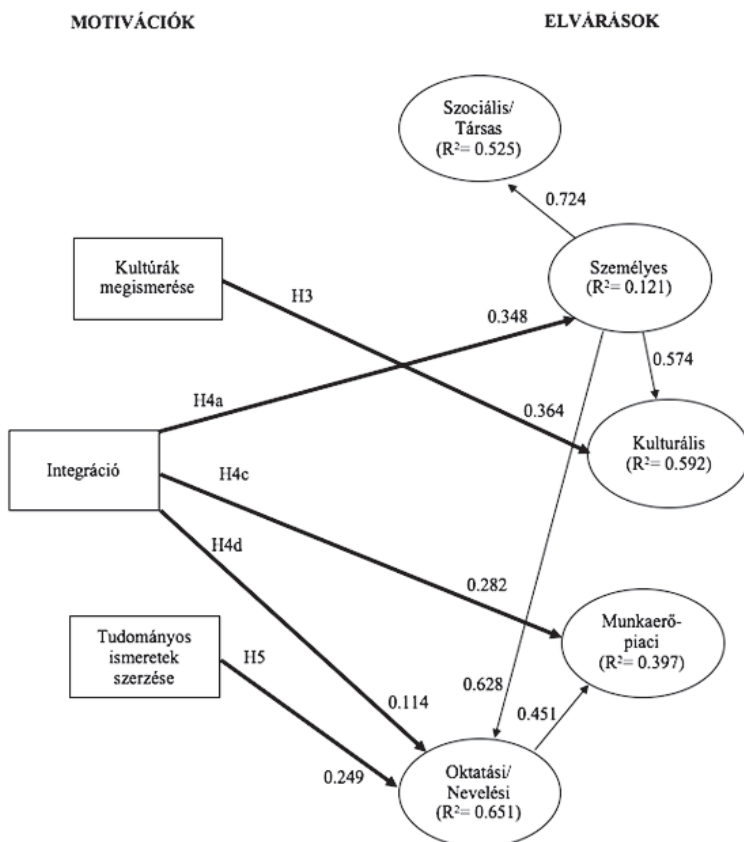 MOTIVÁCIÓK
ELVÁRÁSOK
Szociális/
Társas
(R²= 0.525)
0.724
Kultúrák
megismerése
Személyes
(R²= 0.121)
H3
0.348
0.574
H4a
0.364
Kulturális
(R²= 0.592)
Integráció
H4c
H4d
0.282
Munkaerő-
piaci
(R²= 0.397)
Tudományos
ismeretek
szerzése
H5
0.628
0.114
0.451
0.249
Oktatási/
Nevelési
(R²= 0.651)